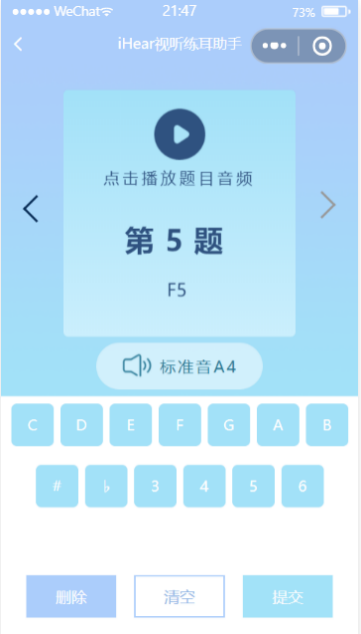 WeChat 21:47 73%
iHear视听练耳助手
点击播放题目音频
第 5 题
F5
标准音A4
C D E F G A B
# ♭ 3 4 5 6
删除 清空 提交